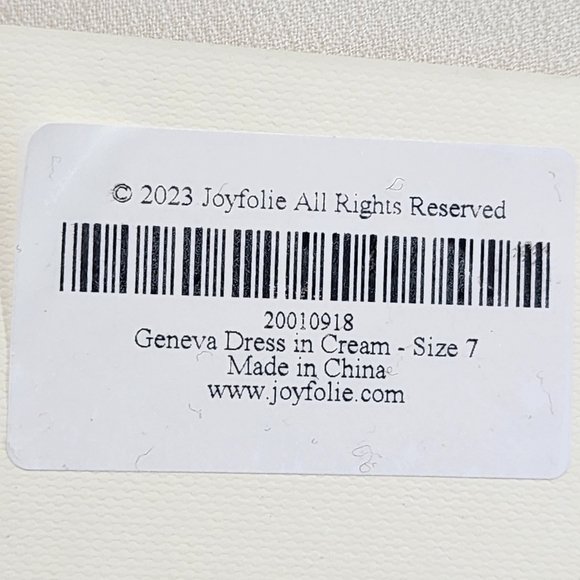 © 2023 Joyfolie All Rights Reserved
20010918
Geneva Dress in Cream - Size 7
Made in China
www.joyfolie.com